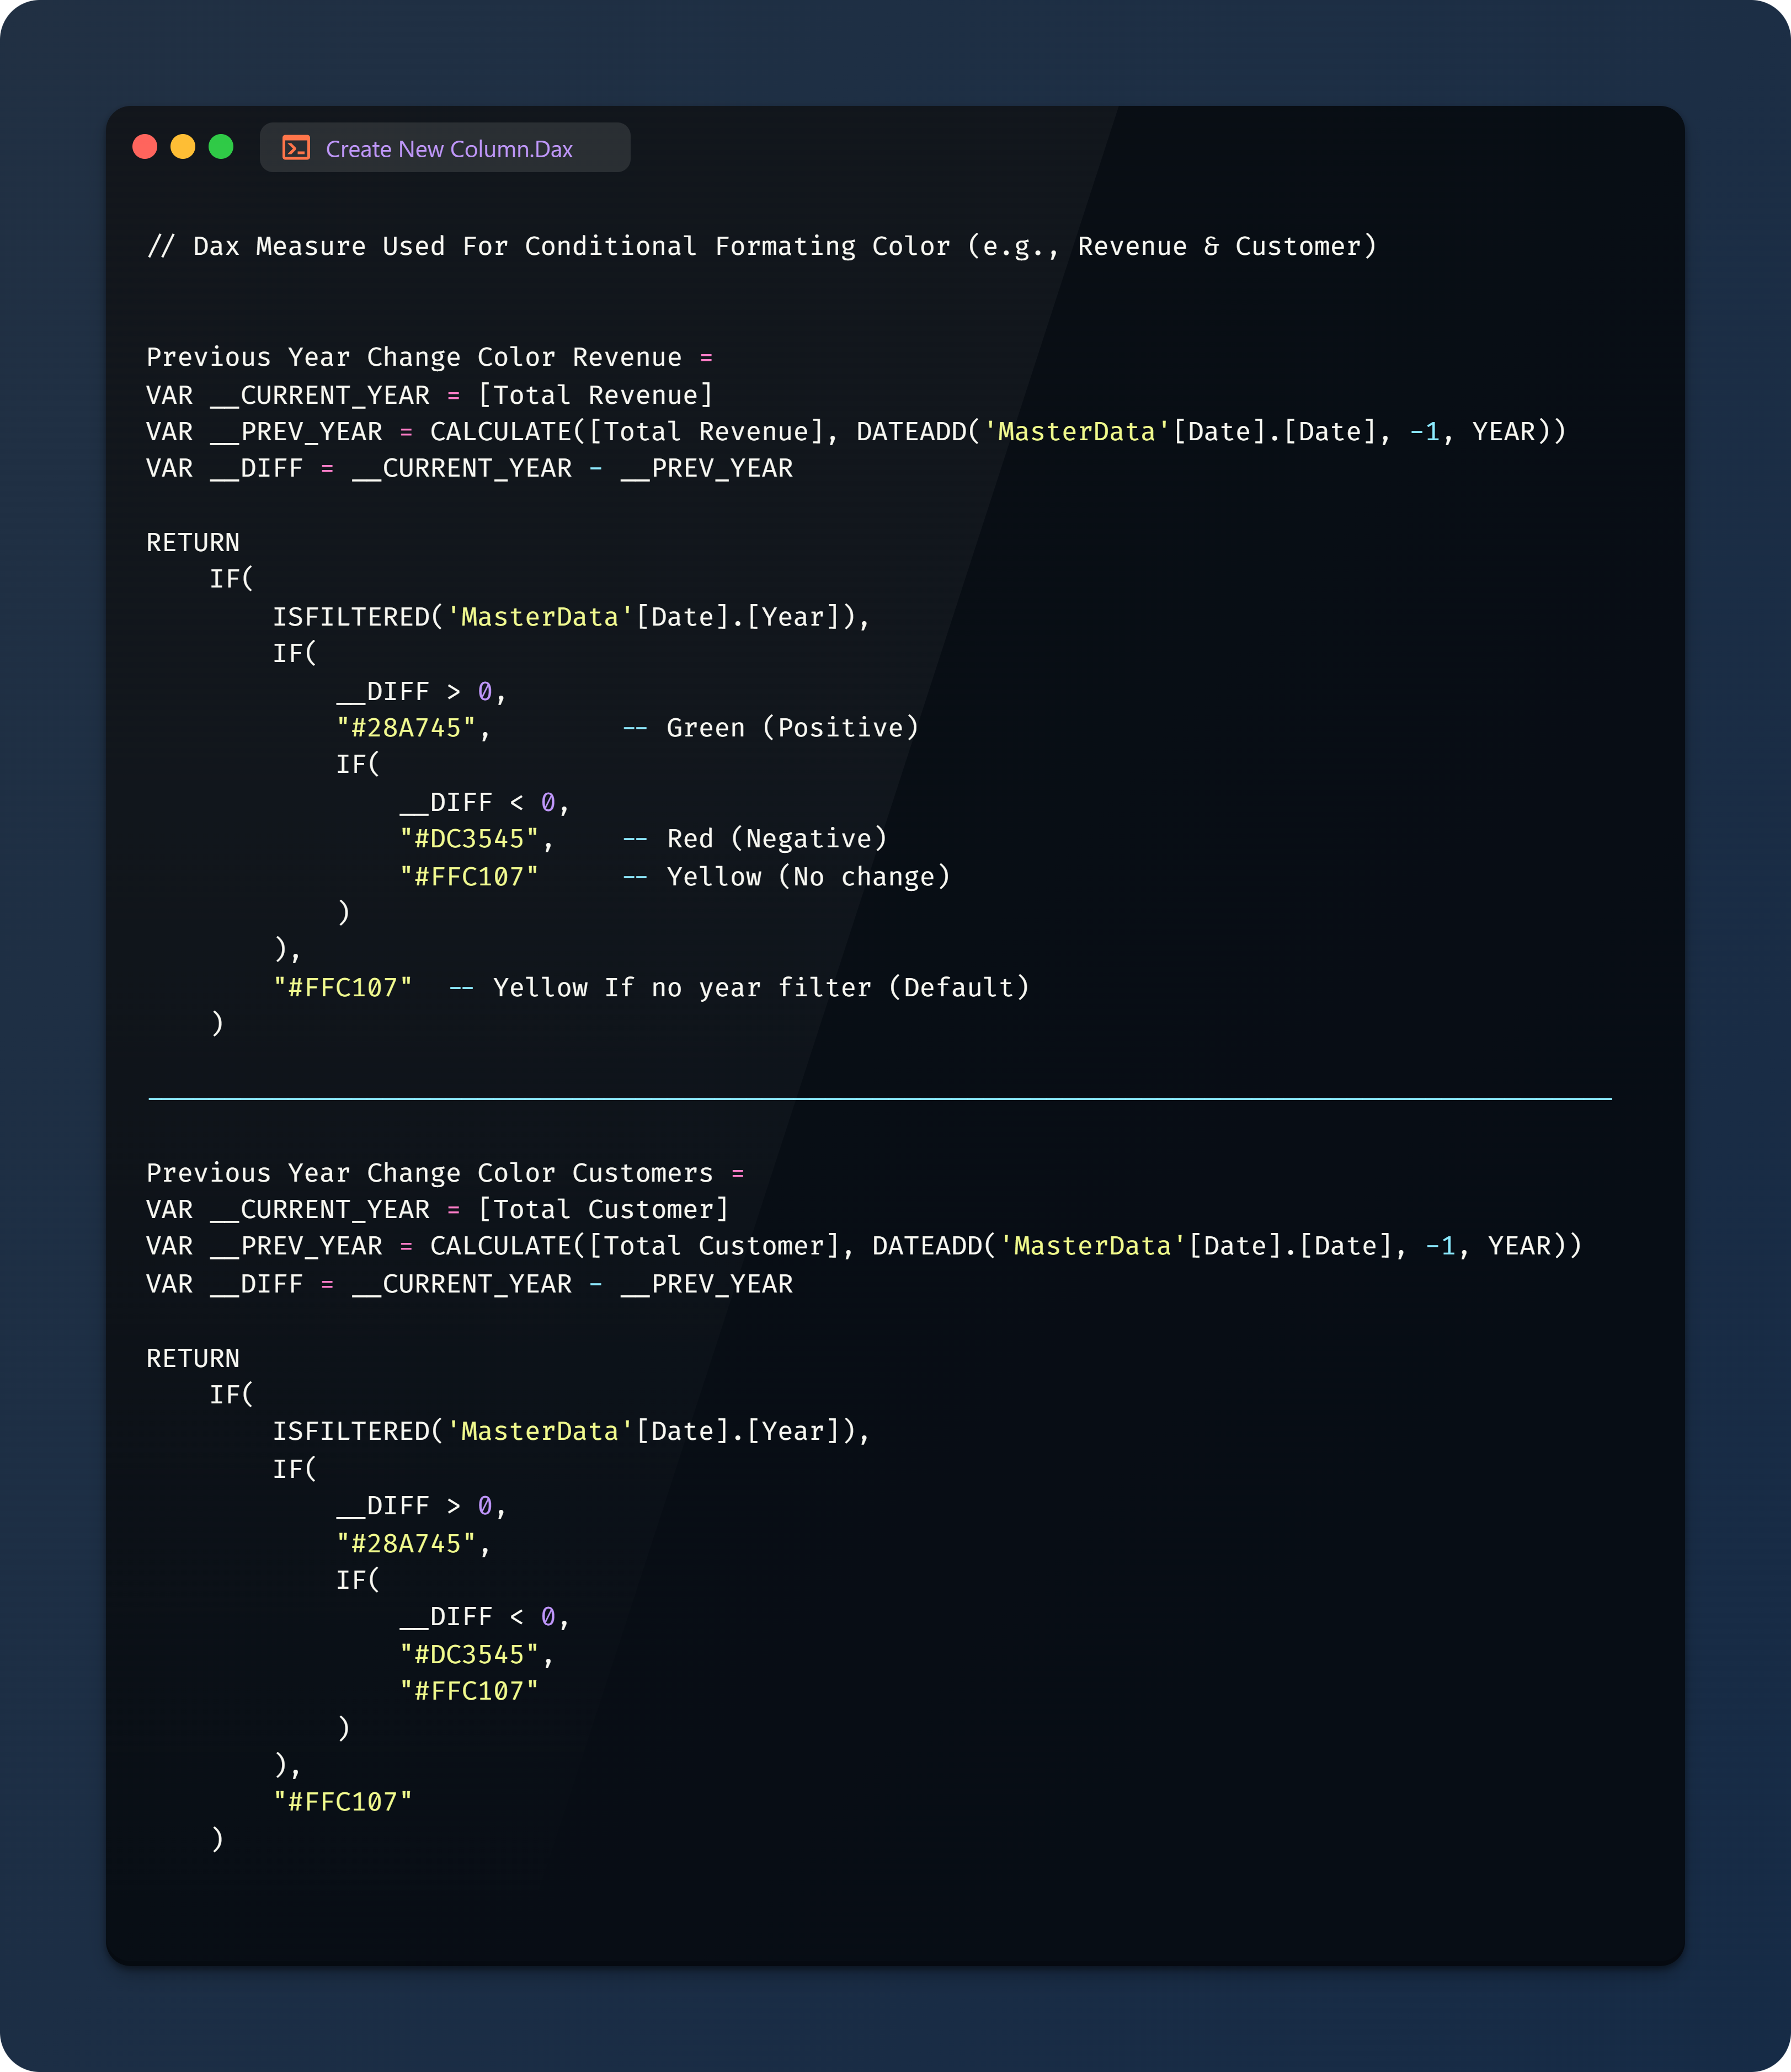 Create New Column.Dax
// Dax Measure Used For Conditional Formating Color (e.g., Revenue & Customer)
Previous Year Change Color Revenue =
VAR __CURRENT_YEAR = [Total Revenue]
VAR __PREV_YEAR = CALCULATE([Total Revenue], DATEADD('MasterData'[Date].[Date], -1, YEAR))
VAR __DIFF = __CURRENT_YEAR - __PREV_YEAR
RETURN
    IF(
        ISFILTERED('MasterData'[Date].[Year]),
        IF(
            __DIFF > 0,
            "#28A745",        -- Green (Positive)
            IF(
                __DIFF < 0,
                "#DC3545",    -- Red (Negative)
                "#FFC107"     -- Yellow (No change)
            )
        ),
        "#FFC107"  -- Yellow If no year filter (Default)
    )
Previous Year Change Color Customers =
VAR __CURRENT_YEAR = [Total Customer]
VAR __PREV_YEAR = CALCULATE([Total Customer], DATEADD('MasterData'[Date].[Date], -1, YEAR))
VAR __DIFF = __CURRENT_YEAR - __PREV_YEAR
RETURN
    IF(
        ISFILTERED('MasterData'[Date].[Year]),
        IF(
            __DIFF > 0,
            "#28A745",
            IF(
                __DIFF < 0,
                "#DC3545",
                "#FFC107"
            )
        ),
        "#FFC107"
    )